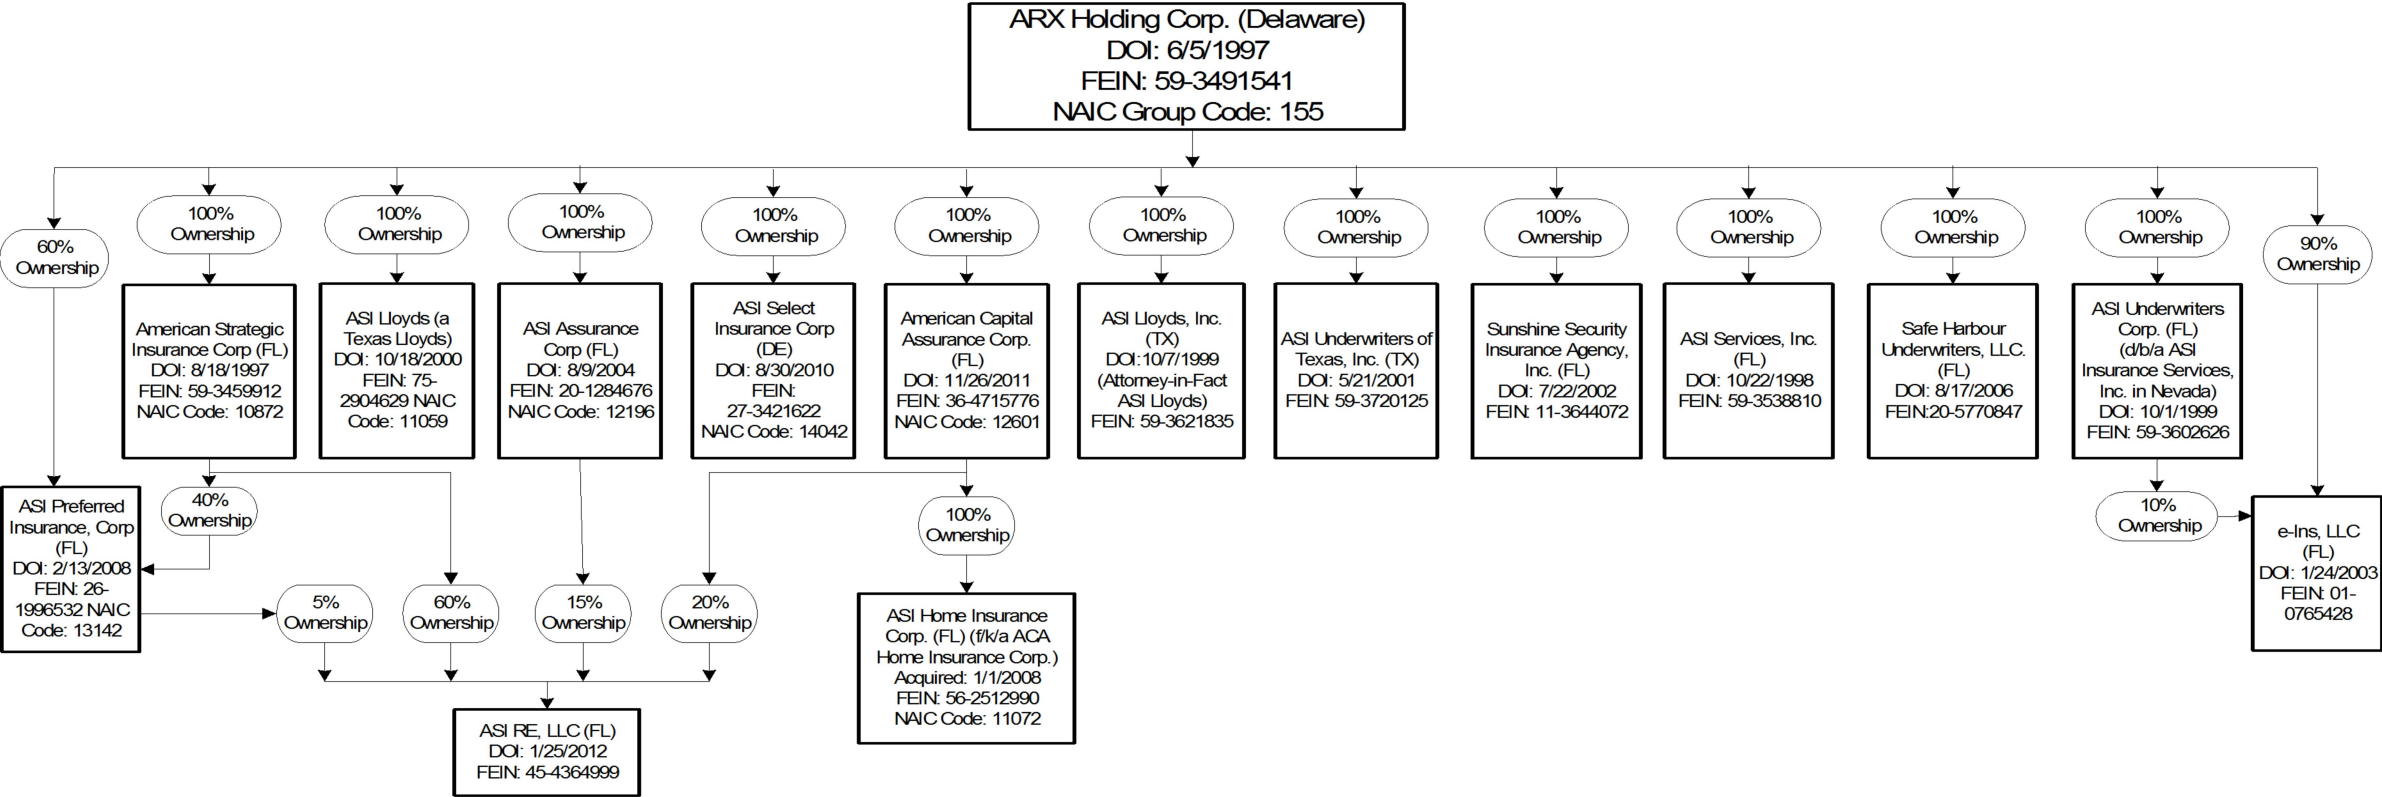 ARX Holding Corp. (Delaware)
DOI: 6/5/1997
FEIN: 59-3491541
NAIC Group Code: 155
60%
Ownership
100%
Ownership
100%
Ownership
100%
Ownership
100%
Ownership
100%
Ownership
100%
Ownership
100%
Ownership
100%
Ownership
100%
Ownership
100%
Ownership
100%
Ownership
90%
Ownership
American Strategic
Insurance Corp (FL)
DOI: 8/18/1997
FEIN: 59-3459912
NAIC Code: 10872
ASI Lloyds (a
Texas Lloyds)
DOI: 10/18/2000
FEIN: 75-
2904629 NAIC
Code: 11059
ASI Assurance
Corp (FL)
DOI: 8/9/2004
FEIN: 20-1284676
NAIC Code: 12196
ASI Select
Insurance Corp
(DE)
DOI: 8/30/2010
FEIN:
27-3421622
NAIC Code: 14042
American Capital
Assurance Corp.
(FL)
DOI: 11/26/2011
FEIN: 36-4715776
NAIC Code: 12601
ASI Lloyds, Inc.
(TX)
DOI:10/7/1999
(Attorney-in-Fact
ASI Lloyds)
FEIN: 59-3621835
ASI Underwriters of
Texas, Inc. (TX)
DOI: 5/21/2001
FEIN: 59-3720125
Sunshine Security
Insurance Agency,
Inc. (FL)
DOI: 7/22/2002
FEIN: 11-3644072
ASI Services, Inc.
(FL)
DOI: 10/22/1998
FEIN: 59-3538810
Safe Harbour
Underwriters, LLC.
(FL)
DOI: 8/17/2006
FEIN:20-5770847
ASI Underwriters
Corp. (FL)
(d/b/a ASI
Insurance Services,
Inc. in Nevada)
DOI: 10/1/1999
FEIN: 59-3602626
ASI Preferred
Insurance, Corp
(FL)
DOI: 2/13/2008
FEIN: 26-
1996532 NAIC
Code: 13142
40%
Ownership
100%
Ownership
10%
Ownership
e-Ins, LLC
(FL)
DOI: 1/24/2003
FEIN: 01-
0765428
5%
Ownership
60%
Ownership
15%
Ownership
20%
Ownership
ASI Home Insurance
Corp. (FL) (f/k/a ACA
Home Insurance Corp.)
Acquired: 1/1/2008
FEIN: 56-2512990
NAIC Code: 11072
ASI RE, LLC (FL)
DOI: 1/25/2012
FEIN: 45-4364999